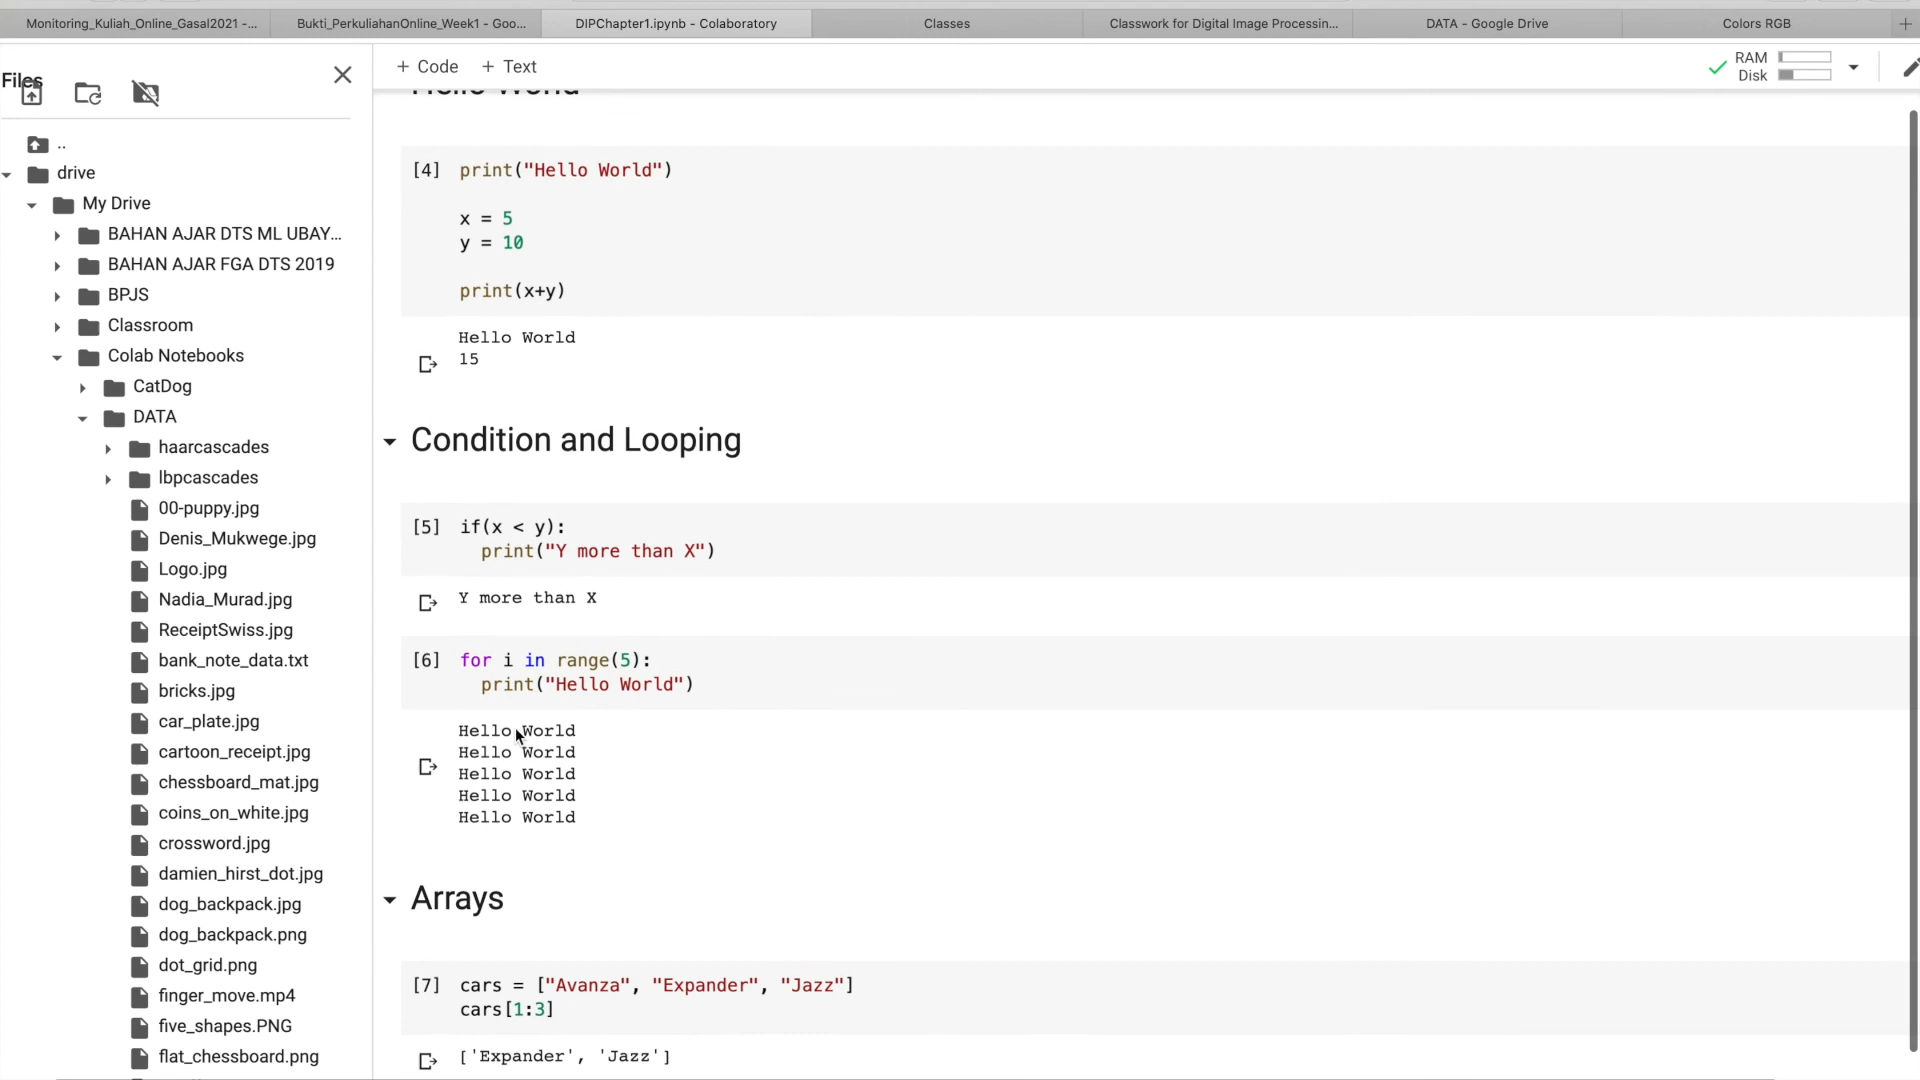 Monitoring_Kuliah_Online_Gasal2021 -...
Bukti_PerkuliahanOnline_Week1 - Goo...
DIPChapter1.ipynb - Colaboratory
Classes
Classwork for Digital Image Processin...
DATA - Google Drive
Colors RGB
Files
+ Code + Text
RAM
Disk
..
drive
My Drive
BAHAN AJAR DTS ML UBAY...
BAHAN AJAR FGA DTS 2019
BPJS
Classroom
Colab Notebooks
CatDog
DATA
haarcascades
lbpcascades
00-puppy.jpg
Denis_Mukwege.jpg
Logo.jpg
Nadia_Murad.jpg
ReceiptSwiss.jpg
bank_note_data.txt
bricks.jpg
car_plate.jpg
cartoon_receipt.jpg
chessboard_mat.jpg
coins_on_white.jpg
crossword.jpg
damien_hirst_dot.jpg
dog_backpack.jpg
dog_backpack.png
dot_grid.png
finger_move.mp4
five_shapes.PNG
flat_chessboard.png
Hello World
[4] print("Hello World")
x = 5
y = 10
print(x+y)
Hello World
15
Condition and Looping
[5] if(x < y):
print("Y more than X")
Y more than X
[6] for i in range(5):
print("Hello World")
Hello World
Hello World
Hello World
Hello World
Hello World
Arrays
[7] cars = ["Avanza", "Expander", "Jazz"]
cars[1:3]
['Expander', 'Jazz']